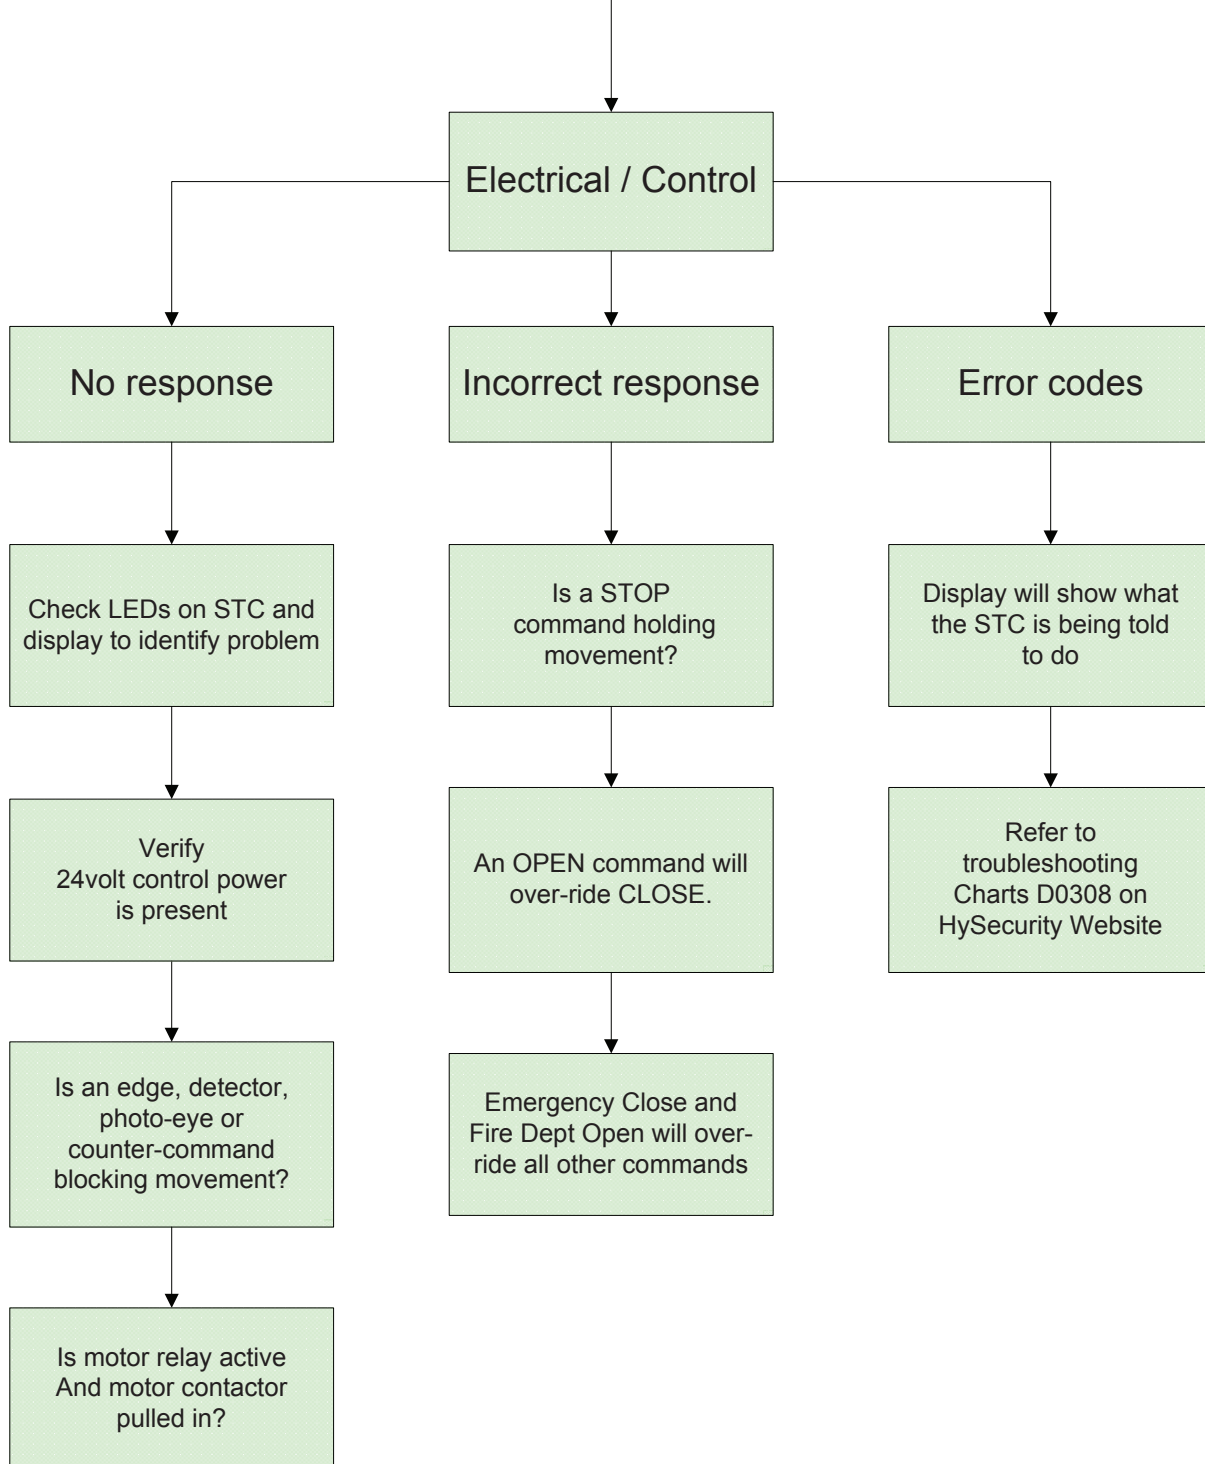 Electrical / Control
No response
Incorrect response
Error codes
Check LEDs on STC and
display to identify problem
Is a STOP
command holding
movement?
Display will show what
the STC is being told
to do
Verify
24volt control power
is present
An OPEN command will
over-ride CLOSE.
Refer to
troubleshooting
Charts D0308 on
HySecurity Website
Is an edge, detector,
photo-eye or
counter-command
blocking movement?
Emergency Close and
Fire Dept Open will over-
ride all other commands
Is motor relay active
And motor contactor
pulled in?